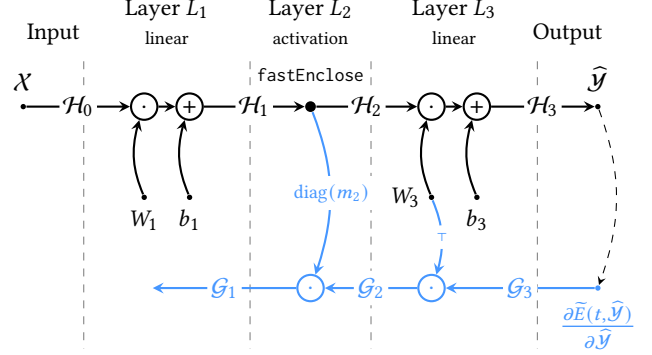 Input Layer L₁ Layer L₂ Layer L₃ Output
linear activation linear
𝒳 fastEnclose 𝒴̂
ℋ₀ · + ℋ₁ ℋ₂ · + ℋ₃
W₁ b₁ diag(m₂) W₃ b₃
⊤
𝒢₁ · 𝒢₂ · 𝒢₃
∂Ẽ(t,𝒴̂)
∂𝒴̂